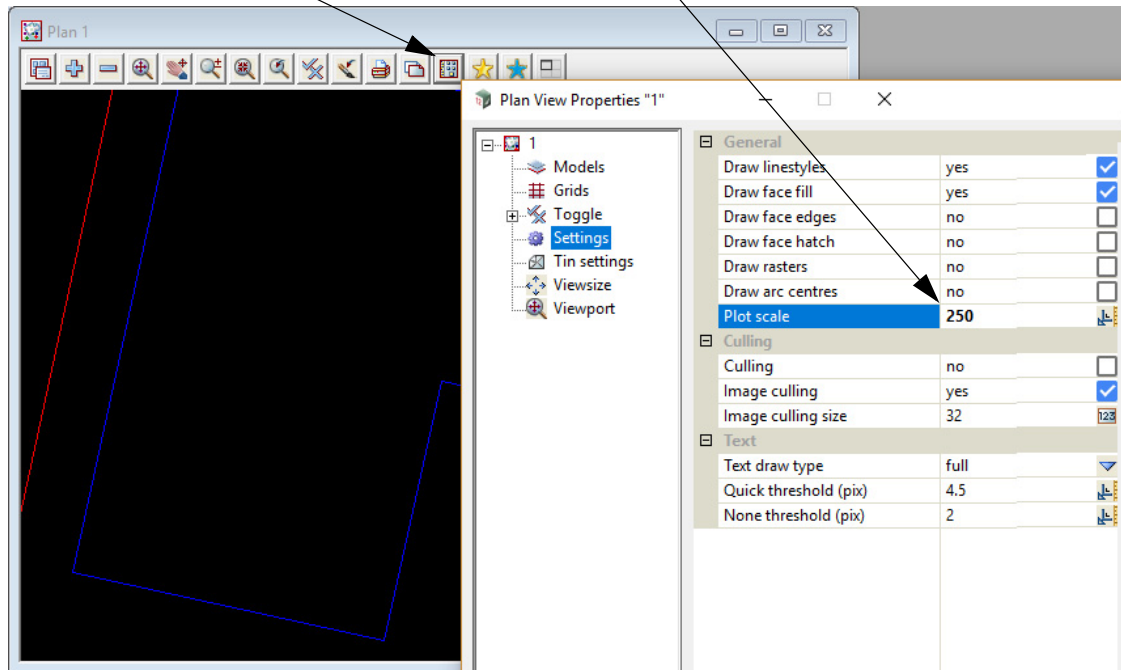 Plan 1
Plan View Properties "1"
1
Models
Grids
Toggle
Settings
Tin settings
Viewsize
Viewport
General
Draw linestyles yes
Draw face fill yes
Draw face edges no
Draw face hatch no
Draw rasters no
Draw arc centres no
Plot scale 250
Culling
Culling no
Image culling yes
Image culling size 32 123
Text
Text draw type full
Quick threshold (pix) 4.5
None threshold (pix) 2